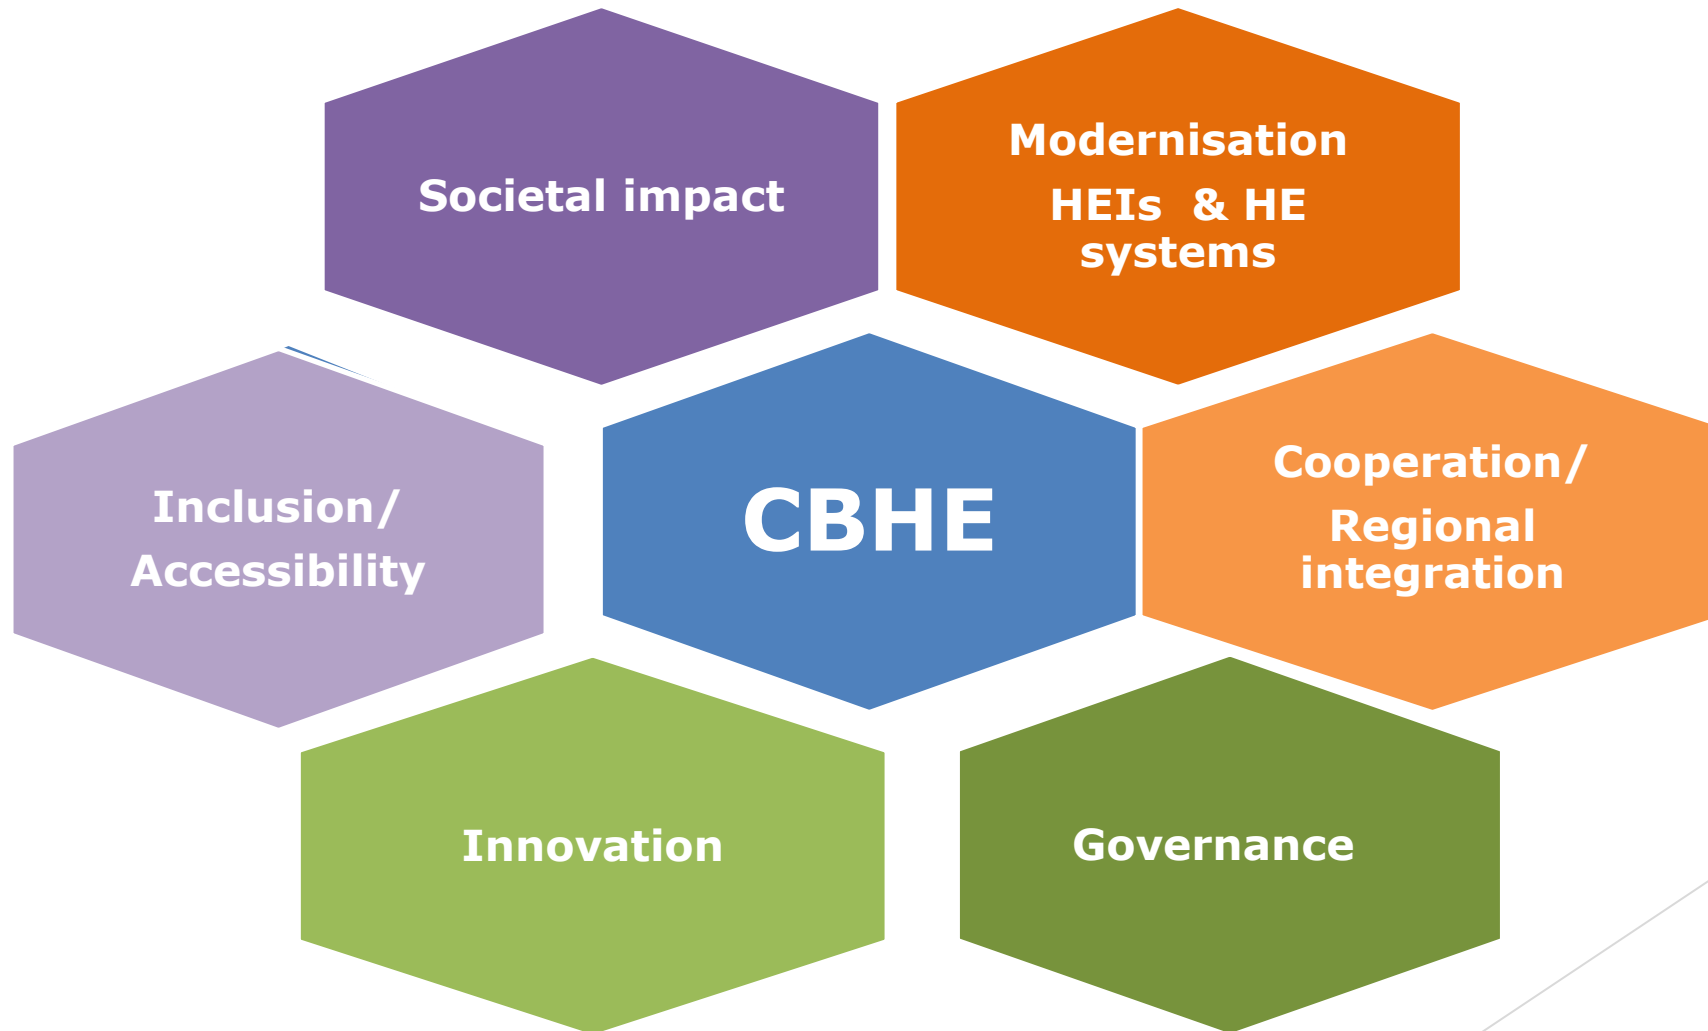 Societal impact
Modernisation
HEIs & HE
systems
Inclusion/
Accessibility
CBHE
Cooperation/
Regional
integration
Innovation
Governance